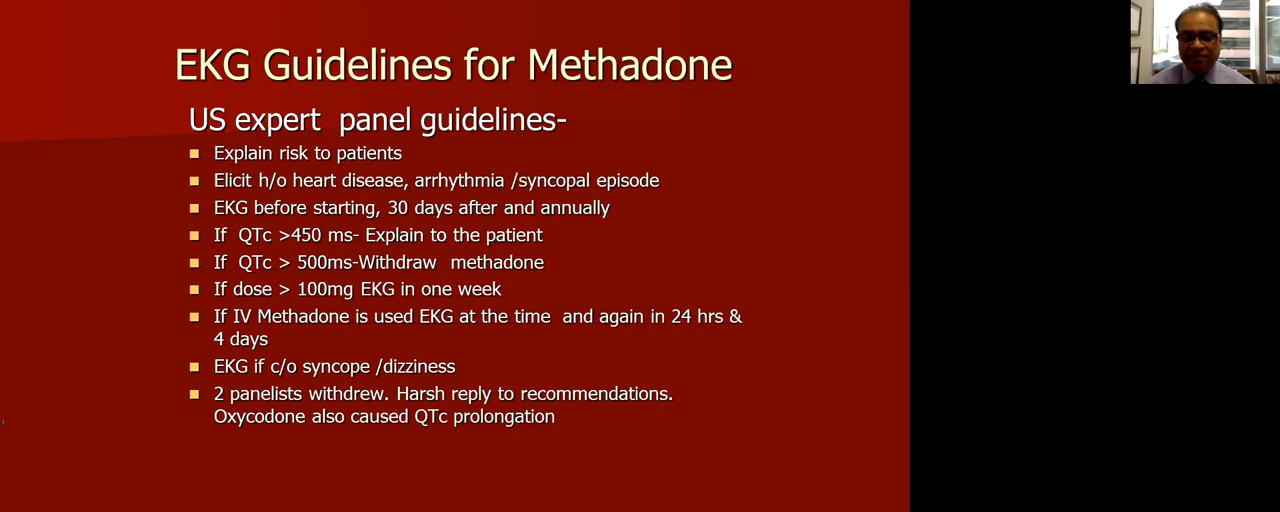 EKG Guidelines for Methadone
US expert panel guidelines-
Explain risk to patients
Elicit h/o heart disease, arrhythmia /syncopal episode
EKG before starting, 30 days after and annually
If QTc >450 ms- Explain to the patient
If QTc > 500ms-Withdraw methadone
If dose > 100mg EKG in one week
If IV Methadone is used EKG at the time and again in 24 hrs &
4 days
EKG if c/o syncope /dizziness
2 panelists withdrew. Harsh reply to recommendations.
Oxycodone also caused QTc prolongation